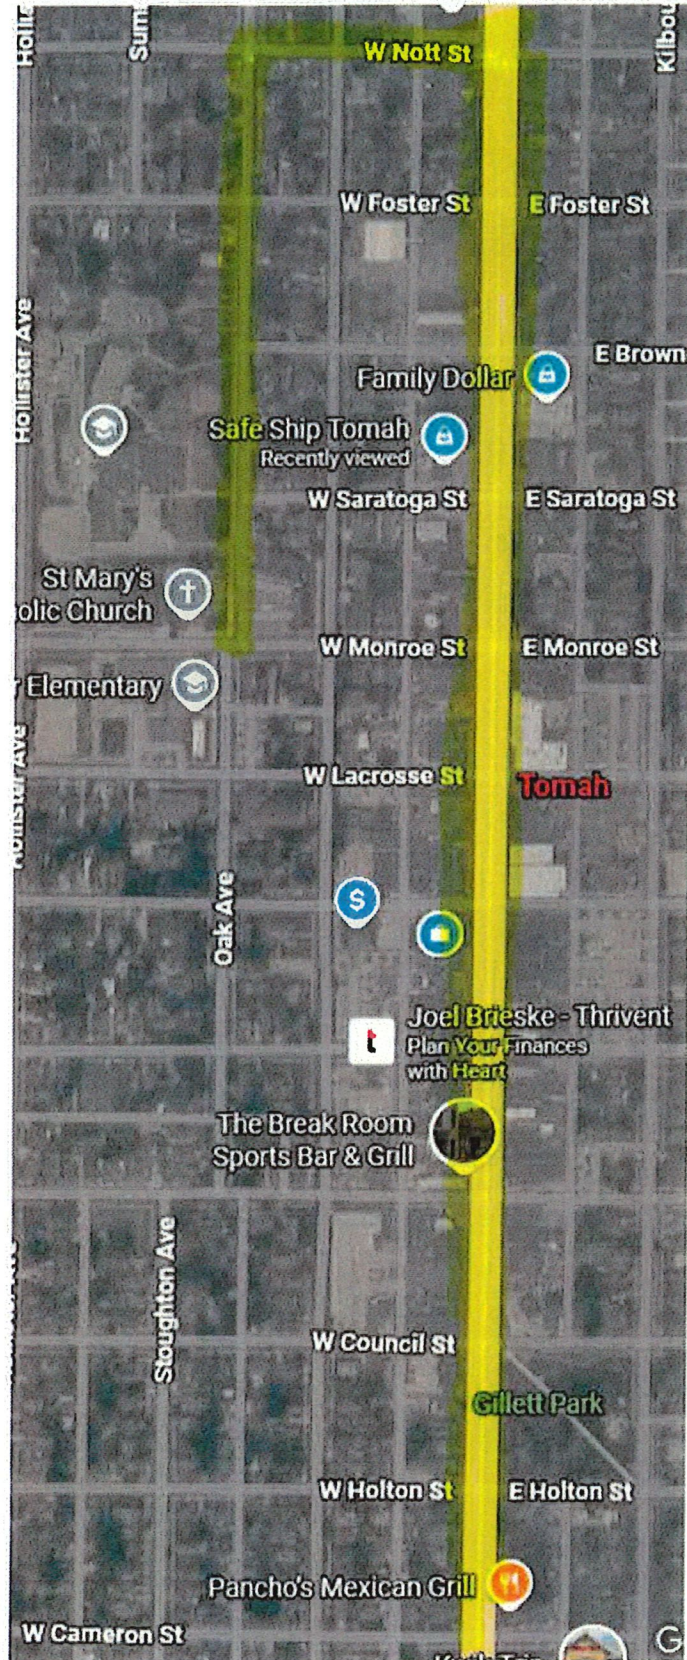 Sum
W Nott St
W Foster St
E Foster St
Hollister Ave
E Brown
Family Dollar
Safe Ship Tomah
Recently viewed
W Saratoga St
E Saratoga St
St Mary's
olic Church
W Monroe St
E Monroe St
r Elementary
W Lacrosse St
Tomah
$
Oak Ave
Joel Brieske - Thrivent
Plan Your Finances
with Heart
t
The Break Room
Sports Bar & Grill
Stoughton Ave
W Council St
Gillett Park
W Holton St
E Holton St
Pancho's Mexican Grill
W Cameron St
G